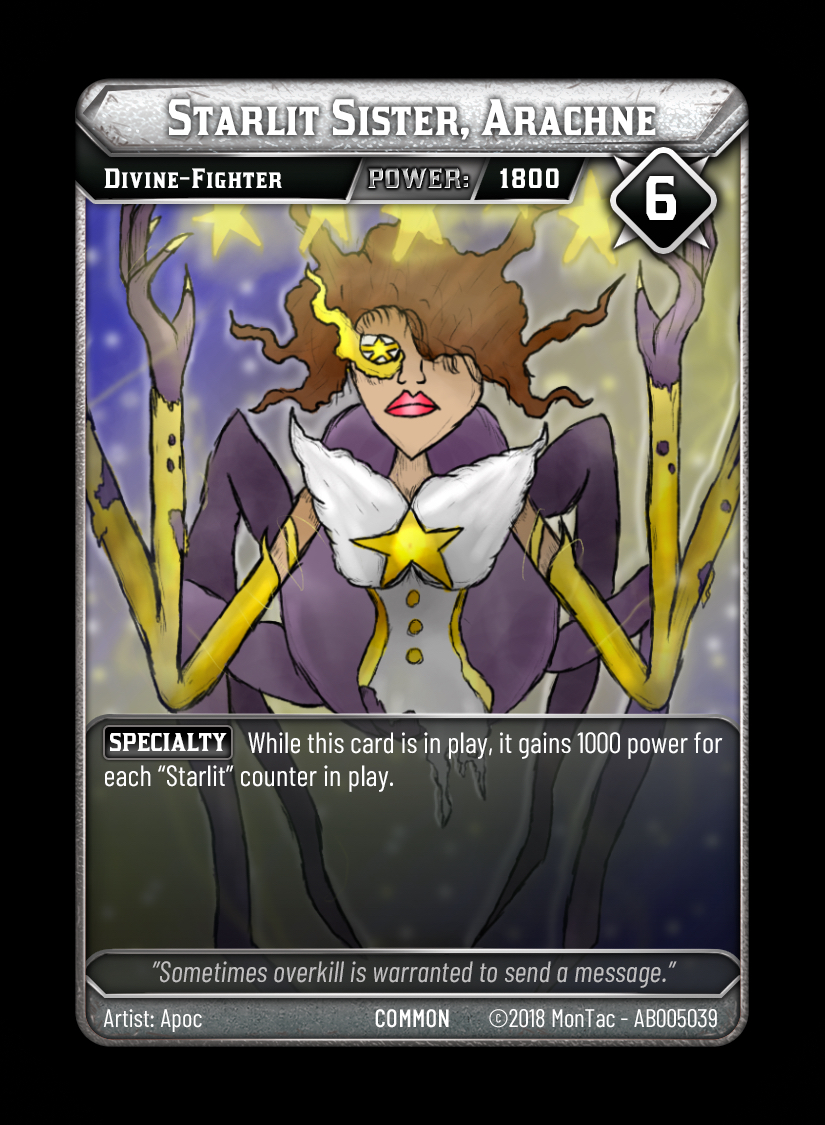 Starlit Sister, Arachne
Divine-Fighter POWER: 1800
6
SPECIALTY While this card is in play, it gains 1000 power for
each “Starlit” counter in play.
“Sometimes overkill is warranted to send a message.”
Artist: Apoc COMMON ©2018 MonTac - AB005039